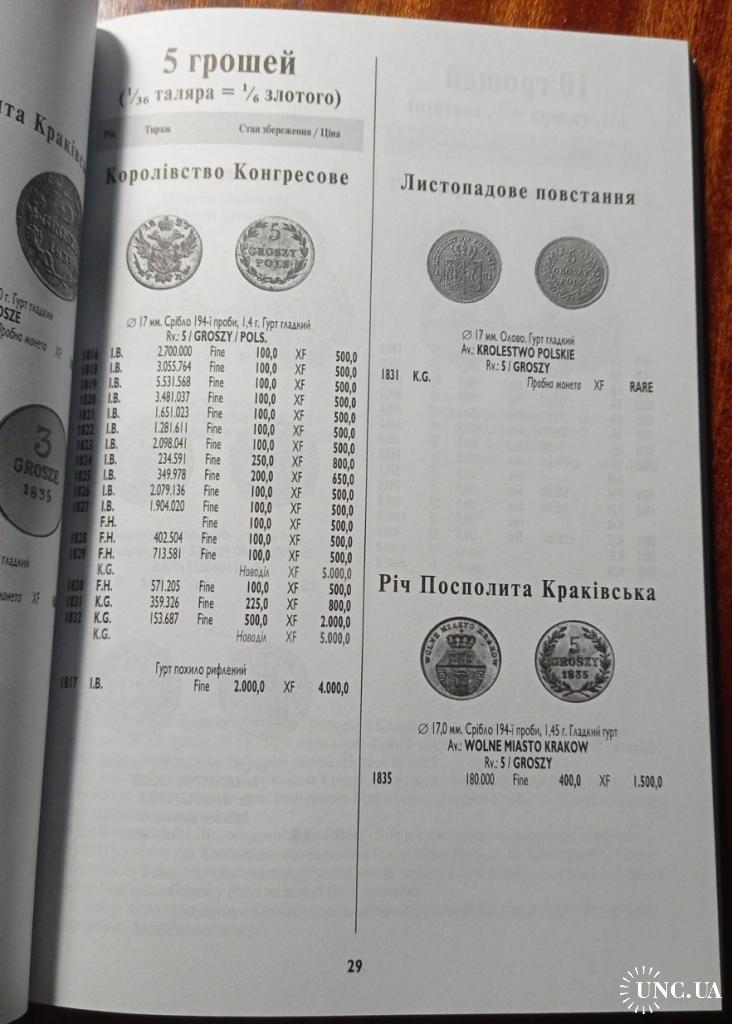 5 грошей
(1/36 таляра = 1/6 злотого)
Рік Тираж Стан збереження / Ціна
Королівство Конгресове
5 GROSZY POLS.
∅ 17 мм. Срібло 194-ї проби, 1,4 г. Гурт гладкий
Rv.: 5 / GROSZY / POLS.
1816 I.B. 2.700.000 Fine 100,0 XF 500,0
1818 I.B. 3.055.764 Fine 100,0 XF 500,0
1819 I.B. 5.531.568 Fine 100,0 XF 500,0
1820 I.B. 3.481.037 Fine 100,0 XF 500,0
1821 I.B. 1.651.023 Fine 100,0 XF 500,0
1822 I.B. 1.281.611 Fine 100,0 XF 500,0
1823 I.B. 2.098.041 Fine 100,0 XF 500,0
1824 I.B. 234.591 Fine 250,0 XF 800,0
1825 I.B. 349.978 Fine 200,0 XF 650,0
1826 I.B. 2.079.136 Fine 100,0 XF 500,0
1827 I.B. 1.904.020 Fine 100,0 XF 500,0
F.H. Fine 100,0 XF 500,0
1828 F.H. 402.504 Fine 100,0 XF 500,0
1829 F.H. 713.581 Fine 100,0 XF 500,0
K.G. Новоділ XF 5.000,0
1830 F.H. 571.205 Fine 100,0 XF 500,0
1831 K.G. 359.326 Fine 225,0 XF 800,0
1832 K.G. 153.687 Fine 500,0 XF 2.000,0
K.G. Новоділ XF 5.000,0
Гурт похило рифлений
1817 I.B. Fine 2.000,0 XF 4.000,0
Листопадове повстання
5 GROSZY POLSK
∅ 17 мм. Олово. Гурт гладкий
Av.: KROLESTWO POLSKIE
Rv.: 5 / GROSZY
1831 K.G. Пробна монета XF RARE
Річ Посполита Краківська
WOLNE MIASTO KRAKOW
5 GROSZY 1835
∅ 17,0 мм. Срібло 194-ї проби, 1,45 г. Гладкий гурт
Av.: WOLNE MIASTO KRAKOW
Rv.: 5 / GROSZY
1835 180.000 Fine 400,0 XF 1.500,0
29
3 GROSZE 1835
UNC.UA